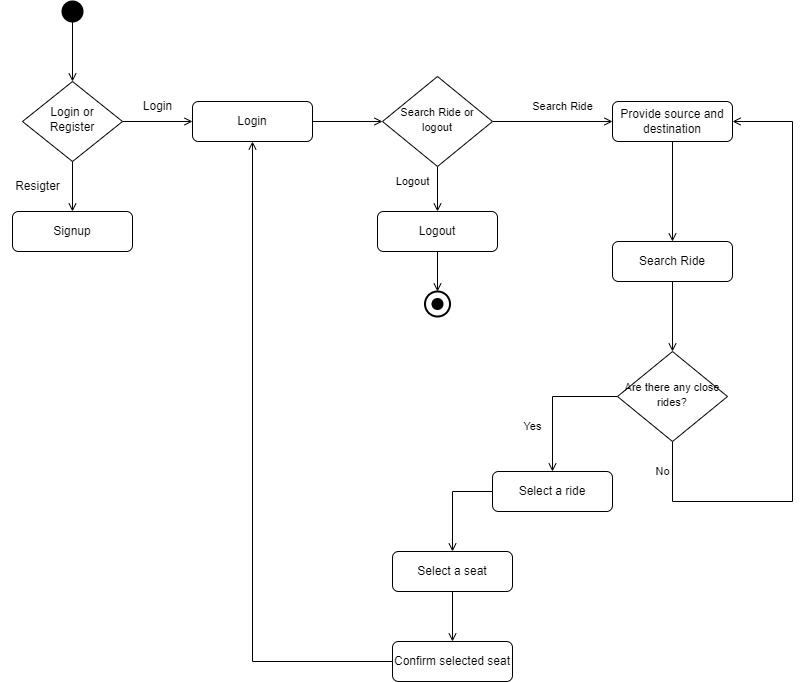 Login or
Register
Login
Login
Search Ride or
logout
Search Ride
Provide source and
destination
Resigter
Signup
Logout
Logout
Search Ride
Are there any close
rides?
Yes
No
Select a ride
Select a seat
Confirm selected seat